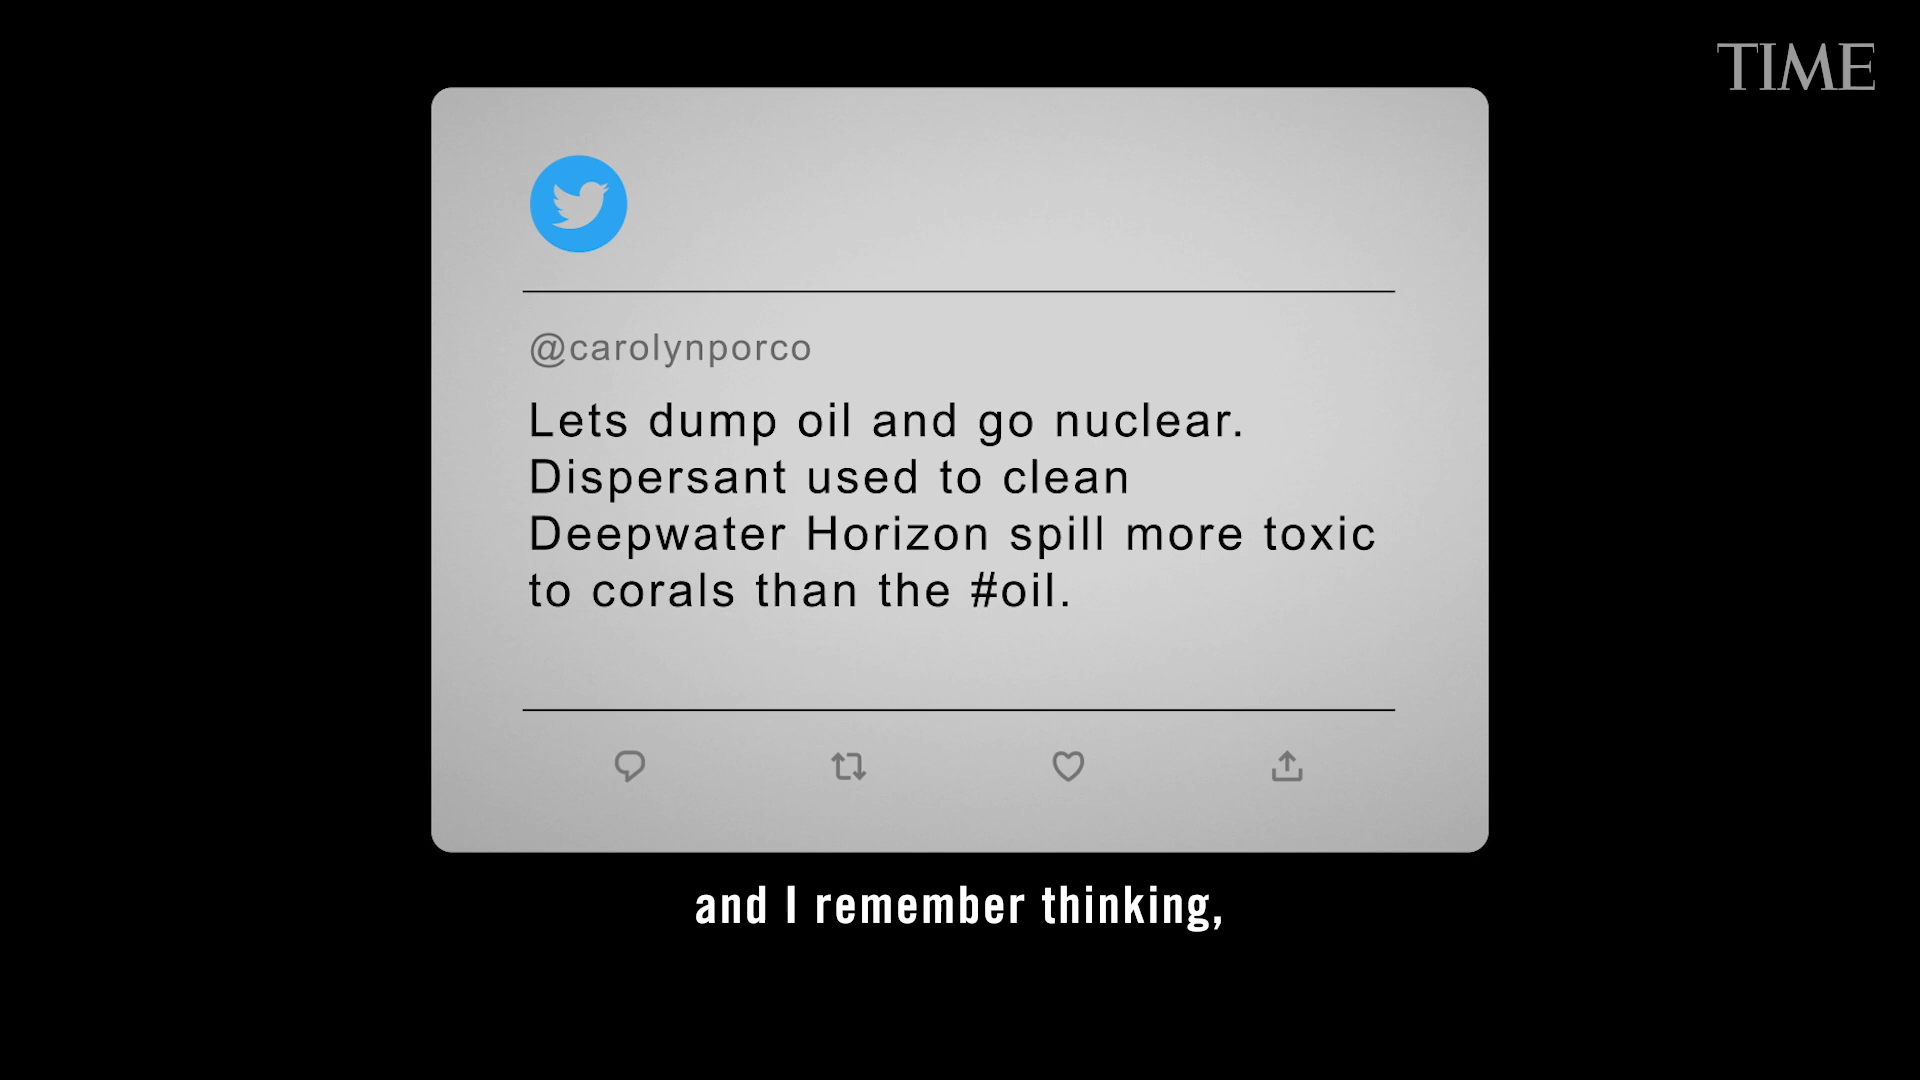 TIME
@carolynporco
Lets dump oil and go nuclear.
Dispersant used to clean
Deepwater Horizon spill more toxic
to corals than the #oil.
and I remember thinking,